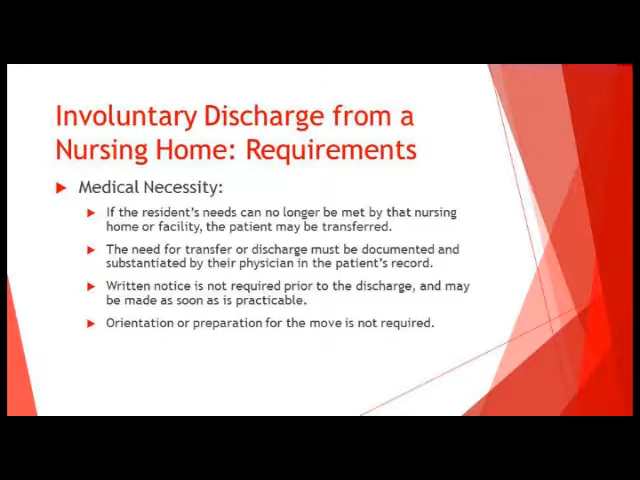 Involuntary Discharge from a
Nursing Home: Requirements
Medical Necessity:
If the resident's needs can no longer be met by that nursing
home or facility, the patient may be transferred.
The need for transfer or discharge must be documented and
substantiated by their physician in the patient's record.
Written notice is not required prior to the discharge, and may
be made as soon as is practicable.
Orientation or preparation for the move is not required.